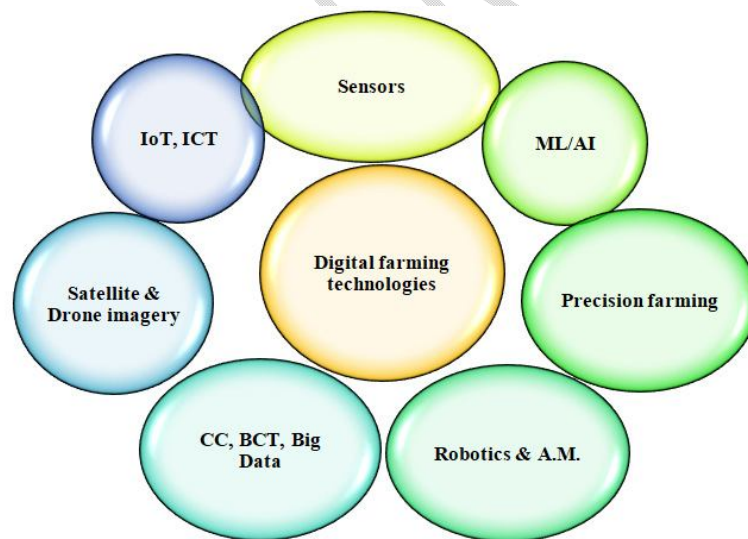 Sensors
IoT, ICT
ML/AI
Digital farming
technologies
Satellite &
Drone imagery
Precision farming
CC, BCT, Big
Data
Robotics & A.M.